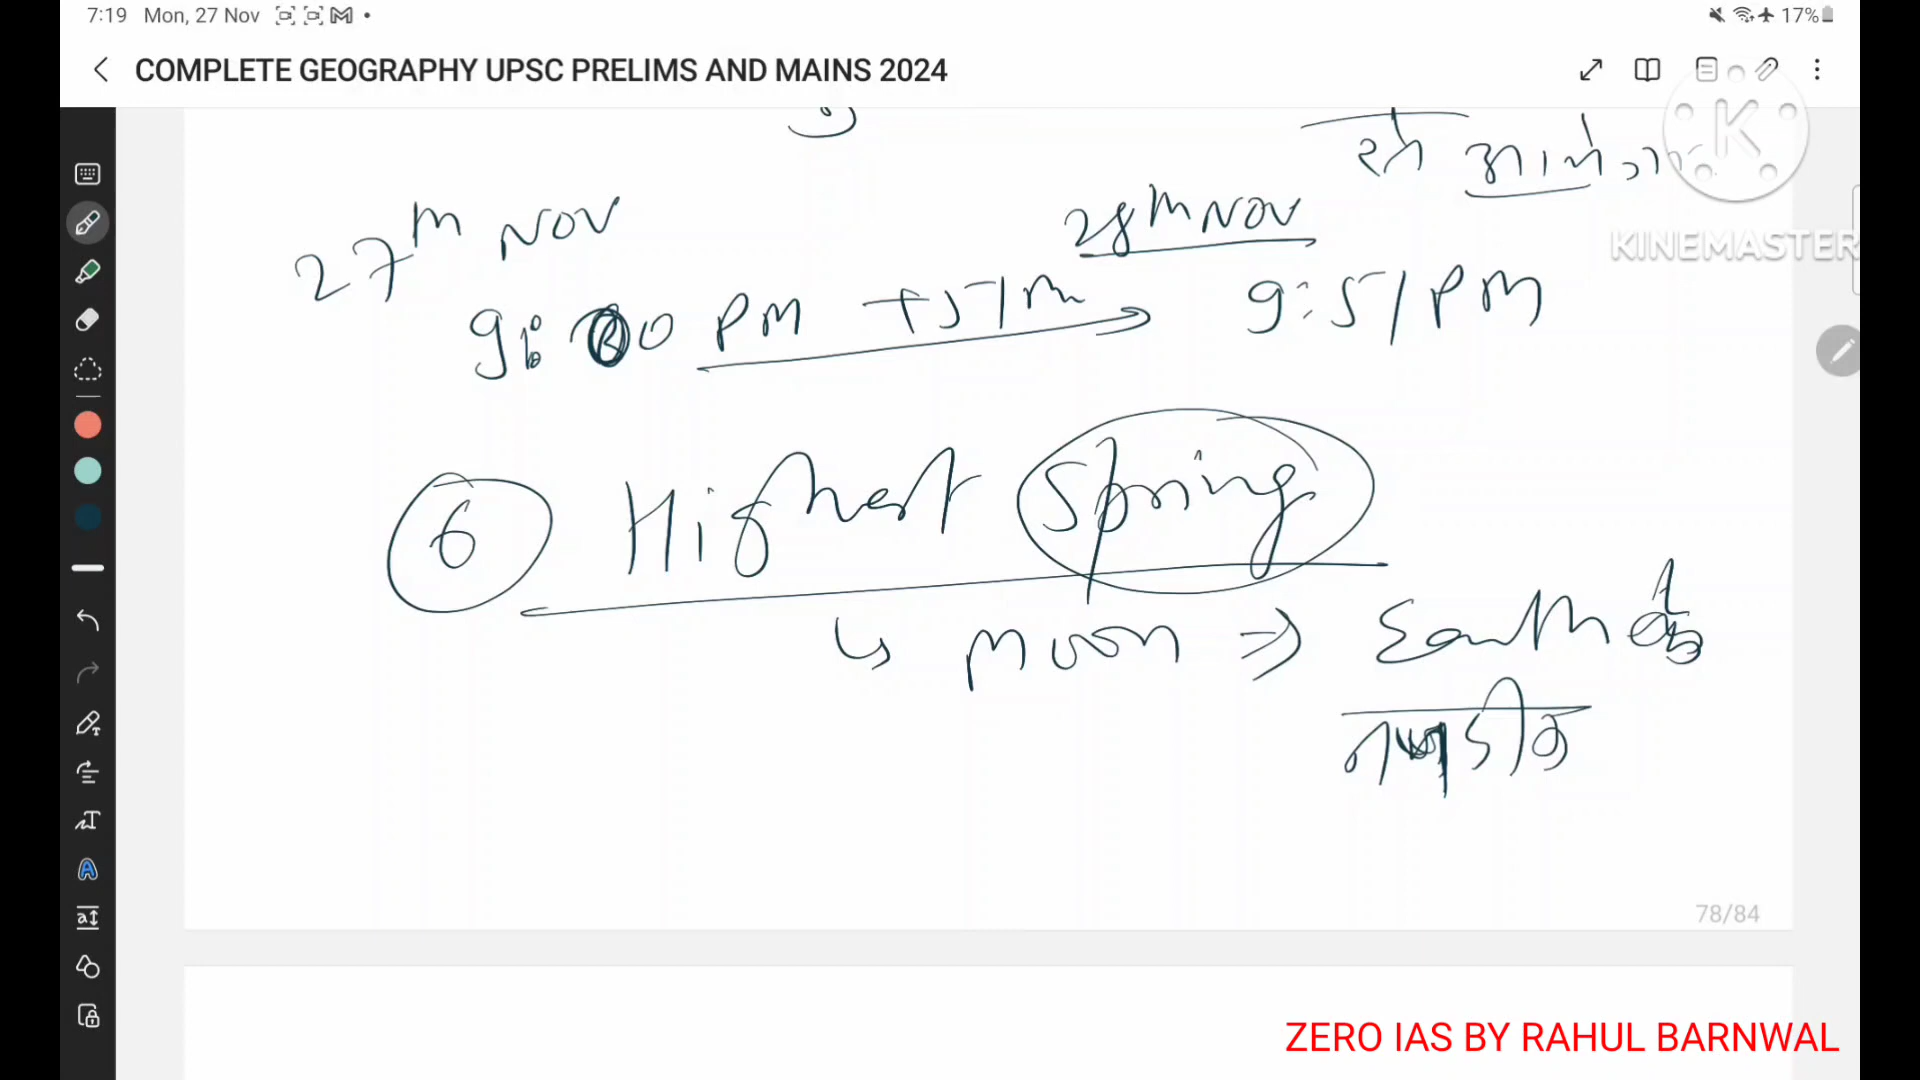 7:19 Mon, 27 Nov
17%
COMPLETE GEOGRAPHY UPSC PRELIMS AND MAINS 2024
K
KINEMASTER
27th Nov
28th Nov
9:00 PM +51m
9:51 PM
6 Highest Spring
Moon ⇒ Earth के
नजदीक
78/84
ZERO IAS BY RAHUL BARNWAL